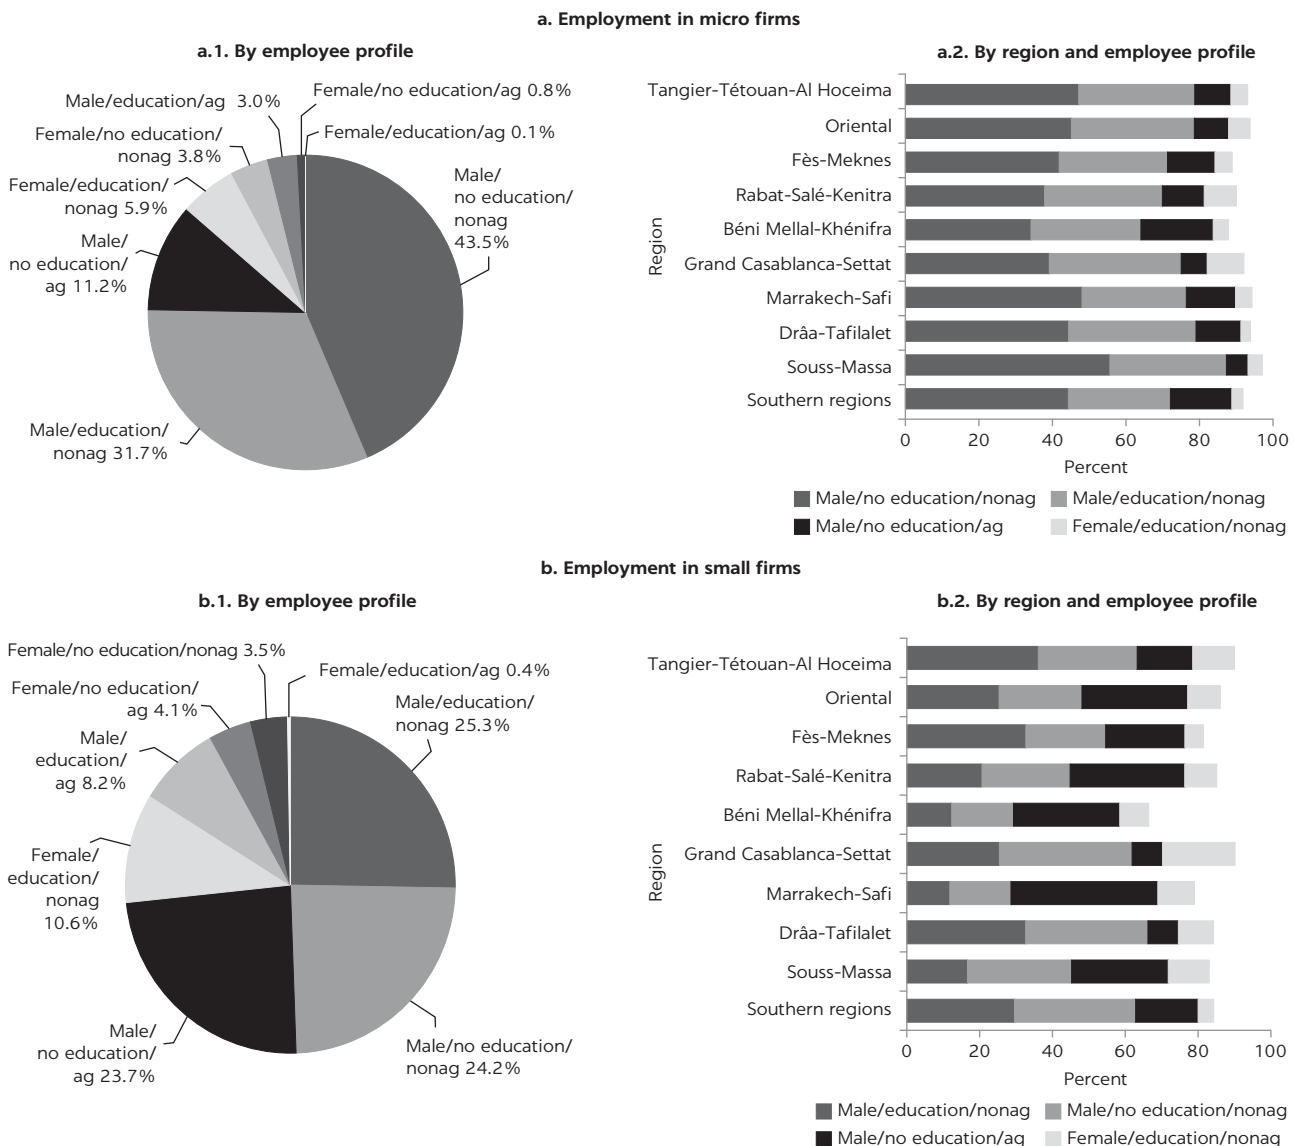 a. Employment in micro firms
a.1. By employee profile
Male/education/ag 3.0%
Female/no education/ag 0.8%
Female/no education/
nonag 3.8%
Female/education/ag 0.1%
Female/education/
nonag 5.9%
Male/
no education/
nonag
43.5%
Male/
no education/
ag 11.2%
Male/education/
nonag 31.7%
a.2. By region and employee profile
Region
Tangier-Tétouan-Al Hoceima
Oriental
Fès-Meknes
Rabat-Salé-Kenitra
Béni Mellal-Khénifra
Grand Casablanca-Settat
Marrakech-Safi
Drâa-Tafilalet
Souss-Massa
Southern regions
0 20 40 60 80 100
Percent
Male/no education/nonag Male/education/nonag
Male/no education/ag Female/education/nonag
b. Employment in small firms
b.1. By employee profile
Female/no education/nonag 3.5%
Female/education/ag 0.4%
Female/no education/
ag 4.1%
Male/education/
nonag 25.3%
Male/
education/
ag 8.2%
Female/
education/
nonag
10.6%
Male/
no education/
ag 23.7%
Male/no education/
nonag 24.2%
b.2. By region and employee profile
Region
Tangier-Tétouan-Al Hoceima
Oriental
Fès-Meknes
Rabat-Salé-Kenitra
Béni Mellal-Khénifra
Grand Casablanca-Settat
Marrakech-Safi
Drâa-Tafilalet
Souss-Massa
Southern regions
0 20 40 60 80 100
Percent
Male/education/nonag Male/no education/nonag
Male/no education/ag Female/education/nonag